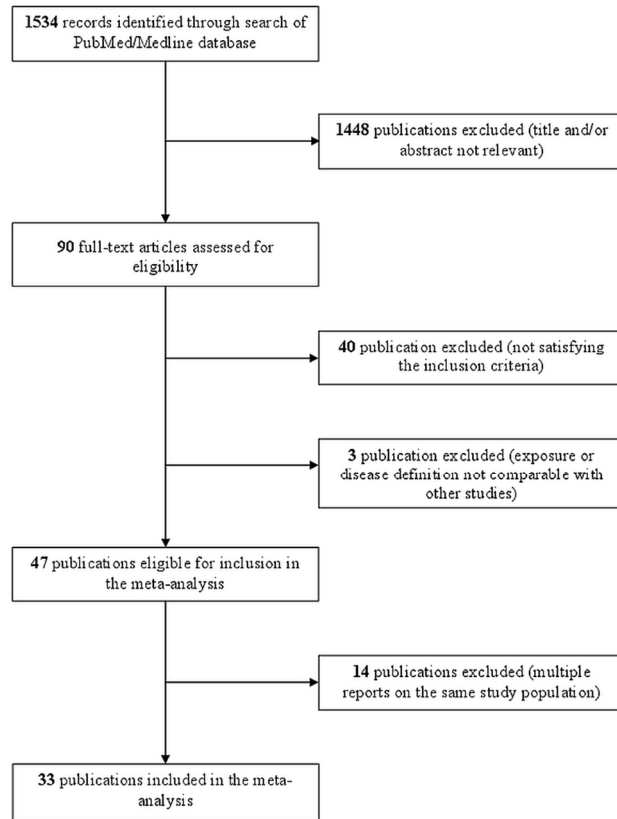 1534 records identified through search of
PubMed/Medline database
1448 publications excluded (title and/or
abstract not relevant)
90 full-text articles assessed for
eligibility
40 publication excluded (not satisfying
the inclusion criteria)
3 publication excluded (exposure or
disease definition not comparable with
other studies)
47 publications eligible for inclusion in
the meta-analysis
14 publications excluded (multiple
reports on the same study population)
33 publications included in the meta-
analysis